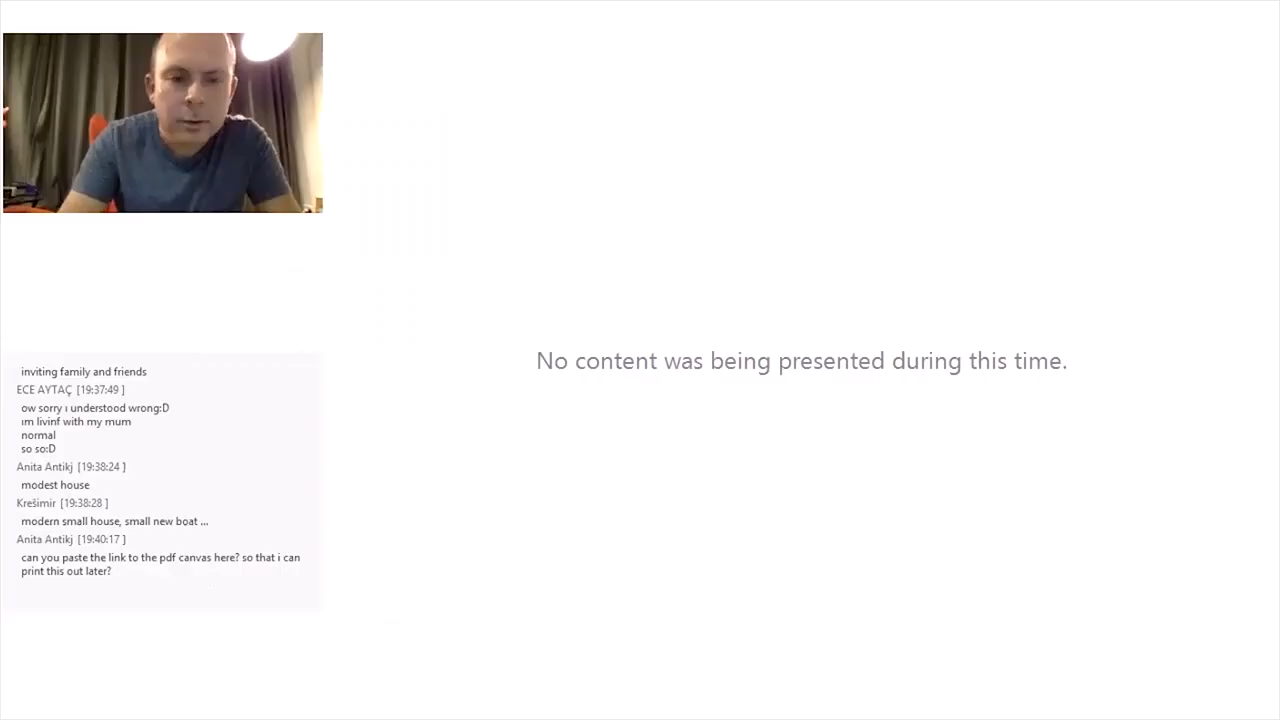 inviting family and friends
ECE AYTAÇ [19:37:49 ]
ow sorry ı understood wrong:D
ım livinf with my mum
normal
so so:D
Anita Antikj [19:38:24 ]
modest house
Krešimir [19:38:28 ]
modern small house, small new boat ...
Anita Antikj [19:40:17 ]
can you paste the link to the pdf canvas here? so that i can
print this out later?
No content was being presented during this time.